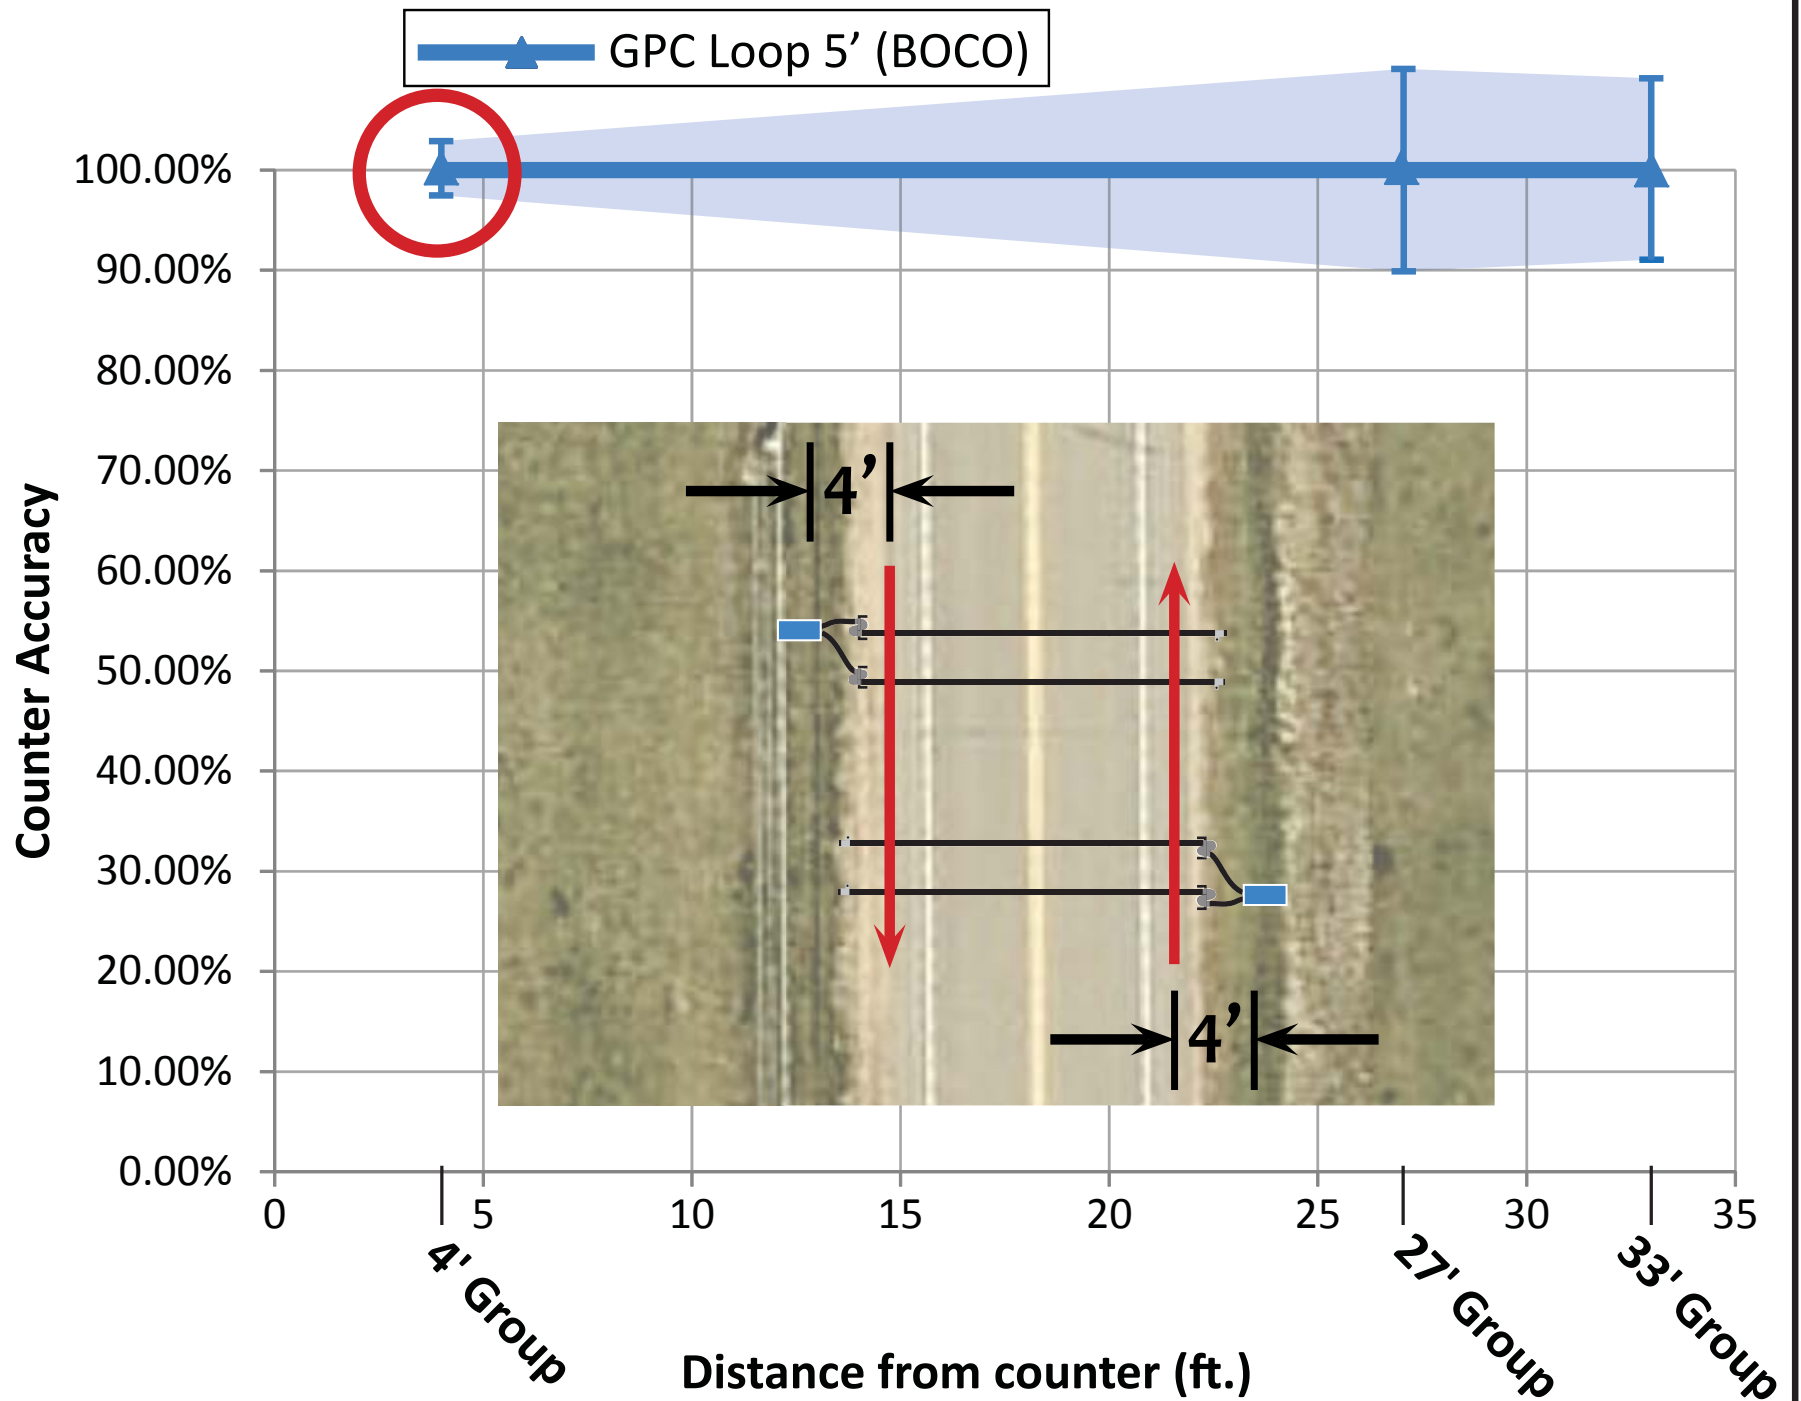 GPC Loop 5’ (BOCO)
100.00%
90.00%
80.00%
70.00%
60.00%
50.00%
40.00%
30.00%
20.00%
10.00%
0.00%
Counter Accuracy
4’
4’
0 5 10 15 20 25 30 35
4' Group
27' Group
33' Group
Distance from counter (ft.)